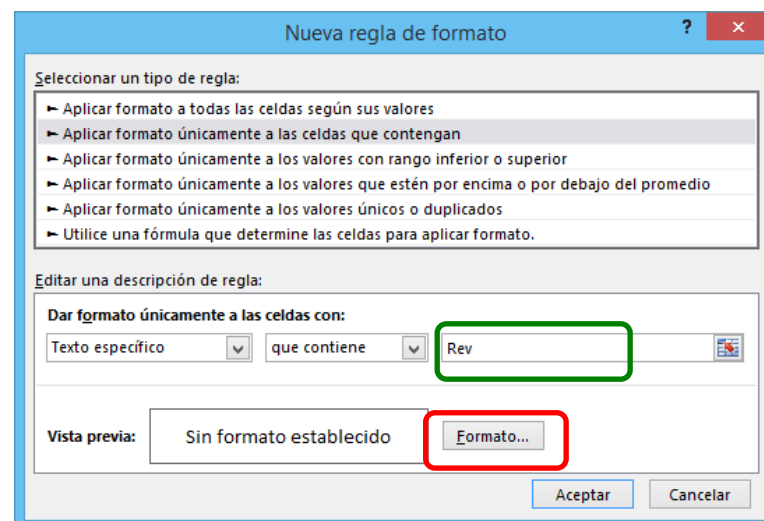 Nueva regla de formato
?
×
Seleccionar un tipo de regla:
► Aplicar formato a todas las celdas según sus valores
► Aplicar formato únicamente a las celdas que contengan
► Aplicar formato únicamente a los valores con rango inferior o superior
► Aplicar formato únicamente a los valores que estén por encima o por debajo del promedio
► Aplicar formato únicamente a los valores únicos o duplicados
► Utilice una fórmula que determine las celdas para aplicar formato.
Editar una descripción de regla:
Dar formato únicamente a las celdas con:
Texto específico que contiene Rev
Vista previa: Sin formato establecido Formato...
Aceptar Cancelar